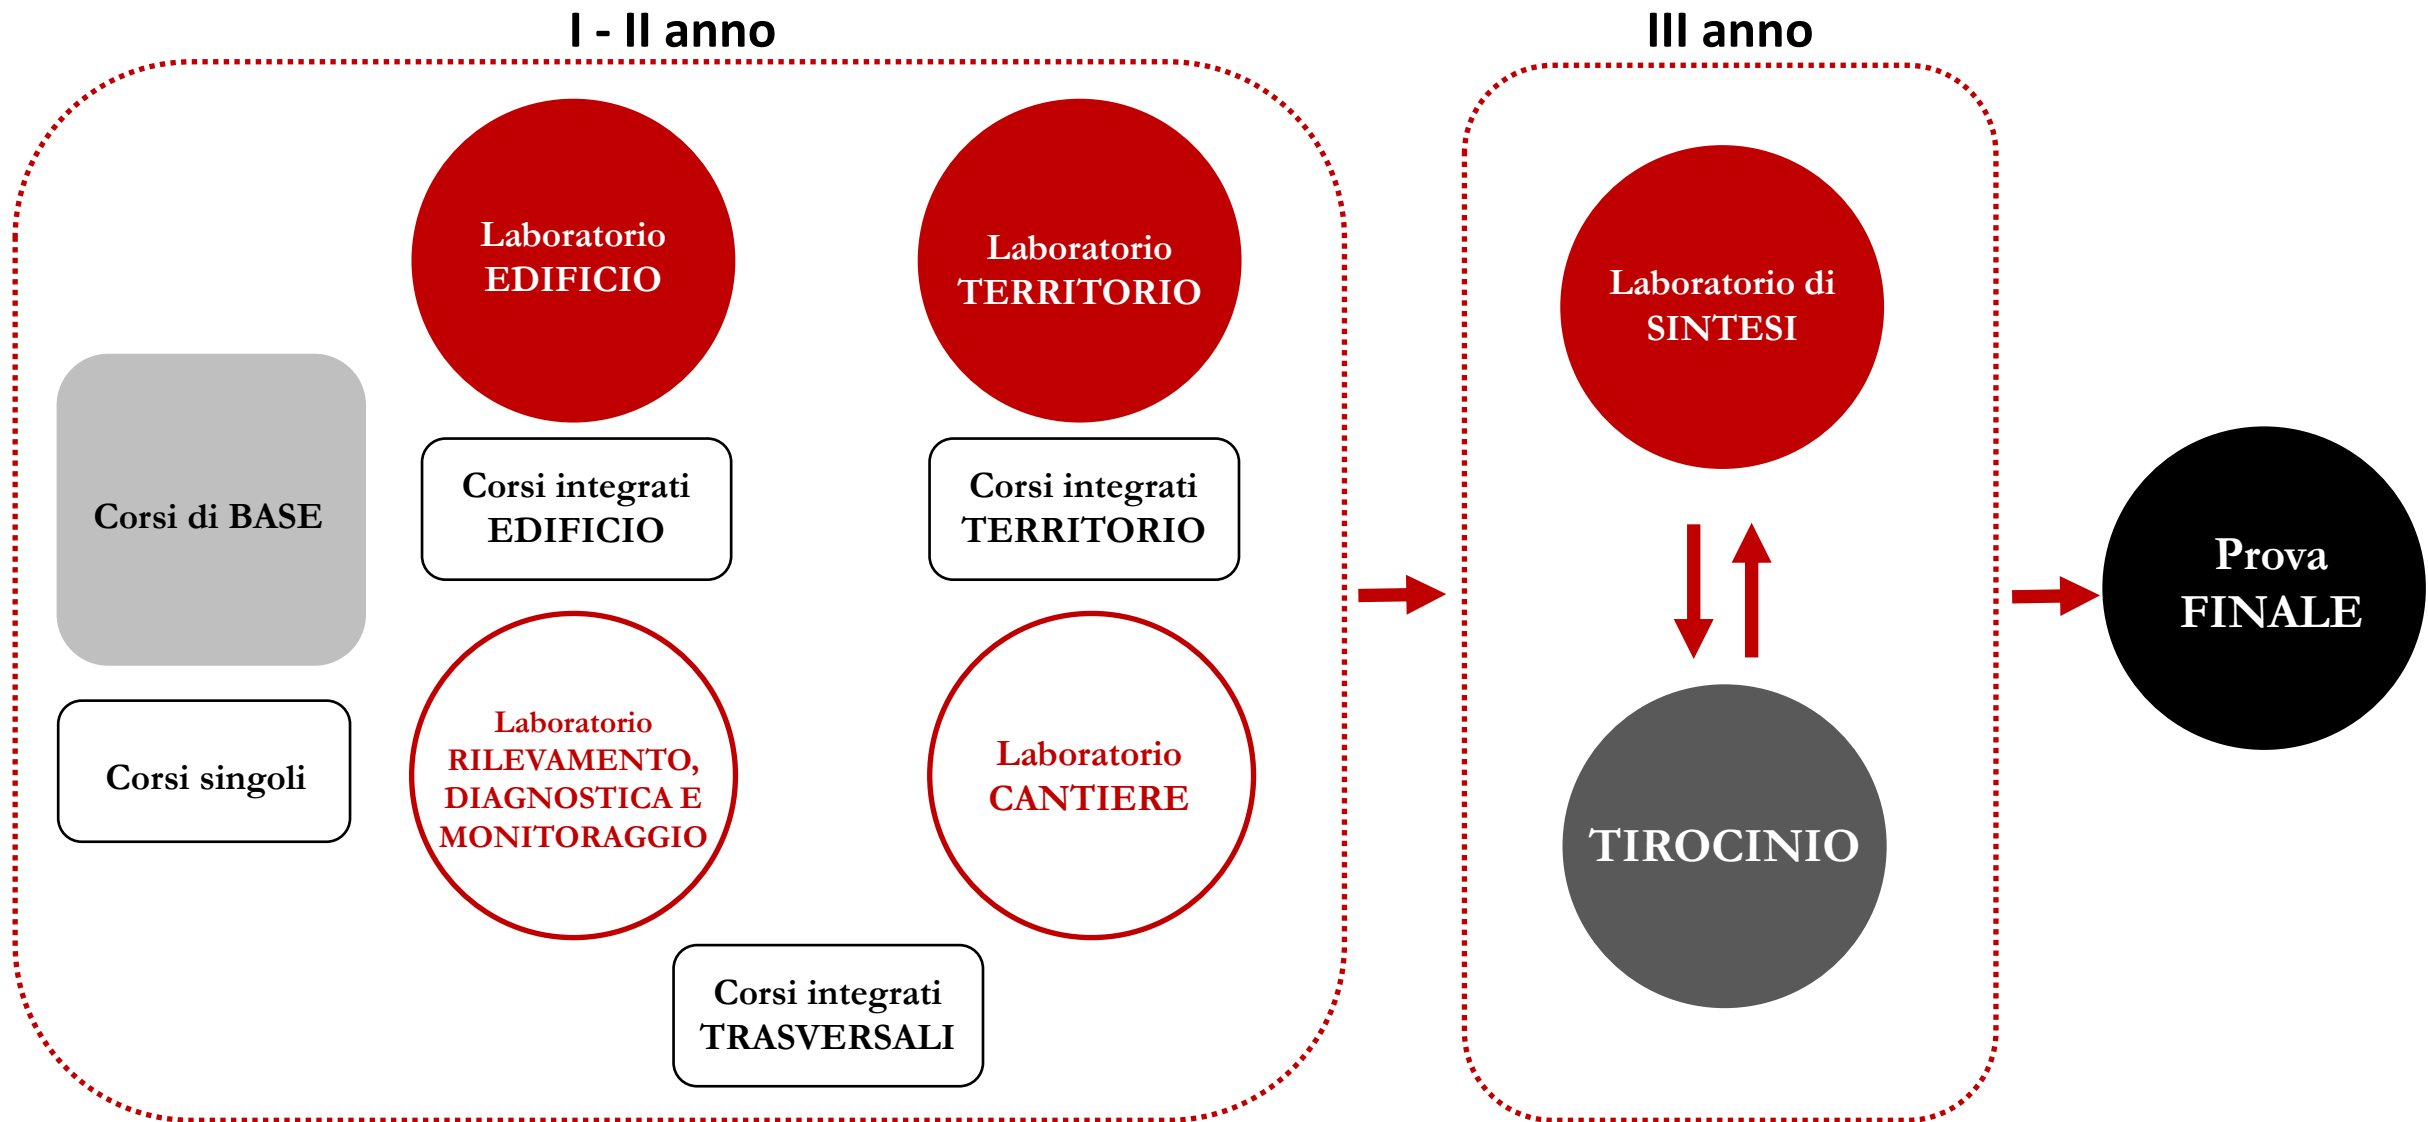 I - II anno
III anno
Laboratorio
EDIFICIO
Laboratorio
TERRITORIO
Corsi di BASE
Corsi integrati
EDIFICIO
Corsi integrati
TERRITORIO
Corsi singoli
Laboratorio
RILEVAMENTO,
DIAGNOSTICA E
MONITORAGGIO
Laboratorio
CANTIERE
Corsi integrati
TRASVERSALI
Laboratorio di
SINTESI
TIROCINIO
Prova
FINALE